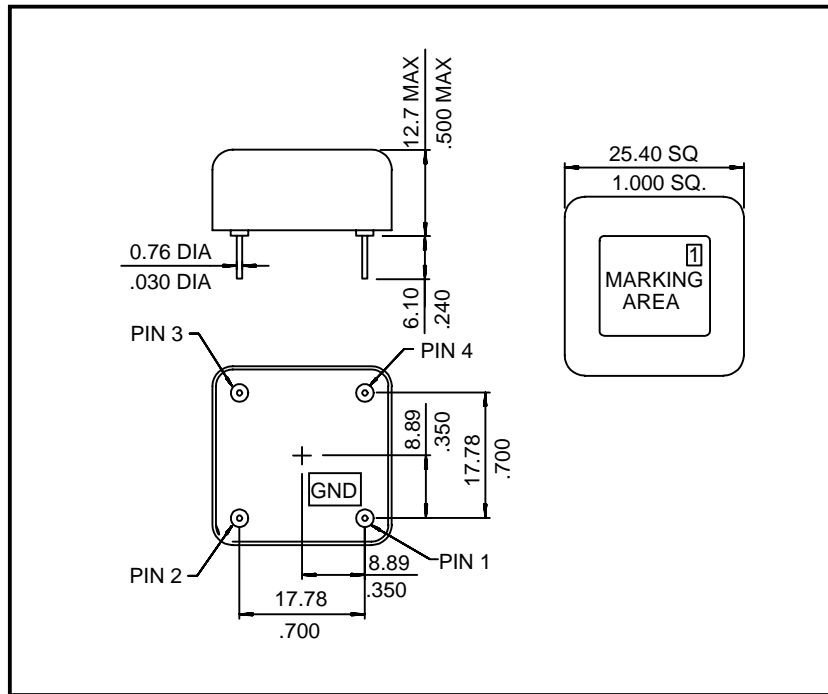 12.7 MAX
.500 MAX
25.40 SQ
1.000 SQ.
1
MARKING
AREA
0.76 DIA
.030 DIA
6.10
.240
PIN 3
PIN 4
8.89
.350
17.78
.700
GND
PIN 2
PIN 1
8.89
.350
17.78
.700